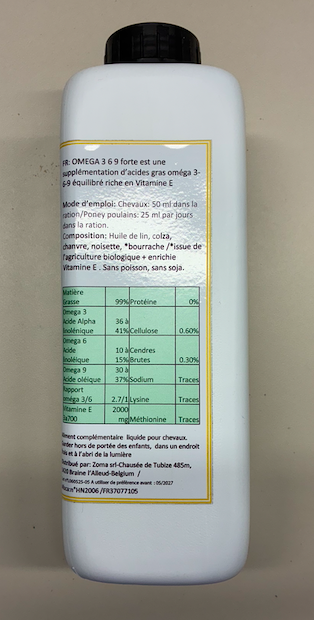 FR: OMEGA 3 6 9 forte est une
supplémentation d'acides gras oméga 3-
6-9 équilibré riche en Vitamine E
Mode d'emploi: Chevaux: 50 ml dans la
ration/Poney poulains: 25 ml par jours
dans la ration.
Composition: Huile de lin, colza,
chanvre, noisette, *bourrache /*issue de
l'agriculture biologique + enrichie
Vitamine E . Sans poisson, sans soja.
Matière
Grasse 99% Protéine 0%
Omega 3
Acide Alpha 36 à
linolénique 41% Cellulose 0.60%
Omega 6
Acide 10 à Cendres
linoléique 15% Brutes 0.30%
Omega 9 30 à
Acide oléique 37% Sodium Traces
Rapport
oméga 3/6 2.7/1 Lysine Traces
Vitamine E 2000
3a700 mg Méthionine Traces
liment complémentaire liquide pour chevaux.
arder hors de portée des enfants, dans un endroit
ais et à l'abri de la lumière
stribué par: Zoma srl-Chausée de Tubize 485m,
420 Braine l'Alleud-Belgium /
A utiliser de préférence avant : 05/2027
n°HN2006 /FR37077105